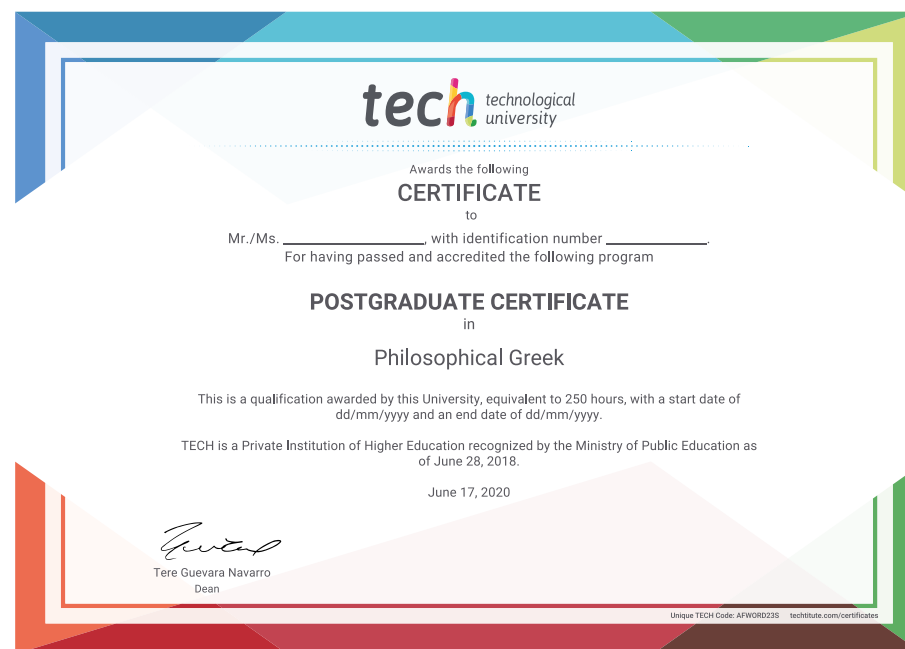 tech technological
university
Awards the following
CERTIFICATE
to
Mr./Ms. ____________________, with identification number ______________.
For having passed and accredited the following program
POSTGRADUATE CERTIFICATE
in
Philosophical Greek
This is a qualification awarded by this University, equivalent to 250 hours, with a start date of
dd/mm/yyyy and an end date of dd/mm/yyyy.
TECH is a Private Institution of Higher Education recognized by the Ministry of Public Education as
of June 28, 2018.
June 17, 2020
Tere Guevara Navarro
Dean
Unique TECH Code: AFWORD23S techtitute.com/certificates